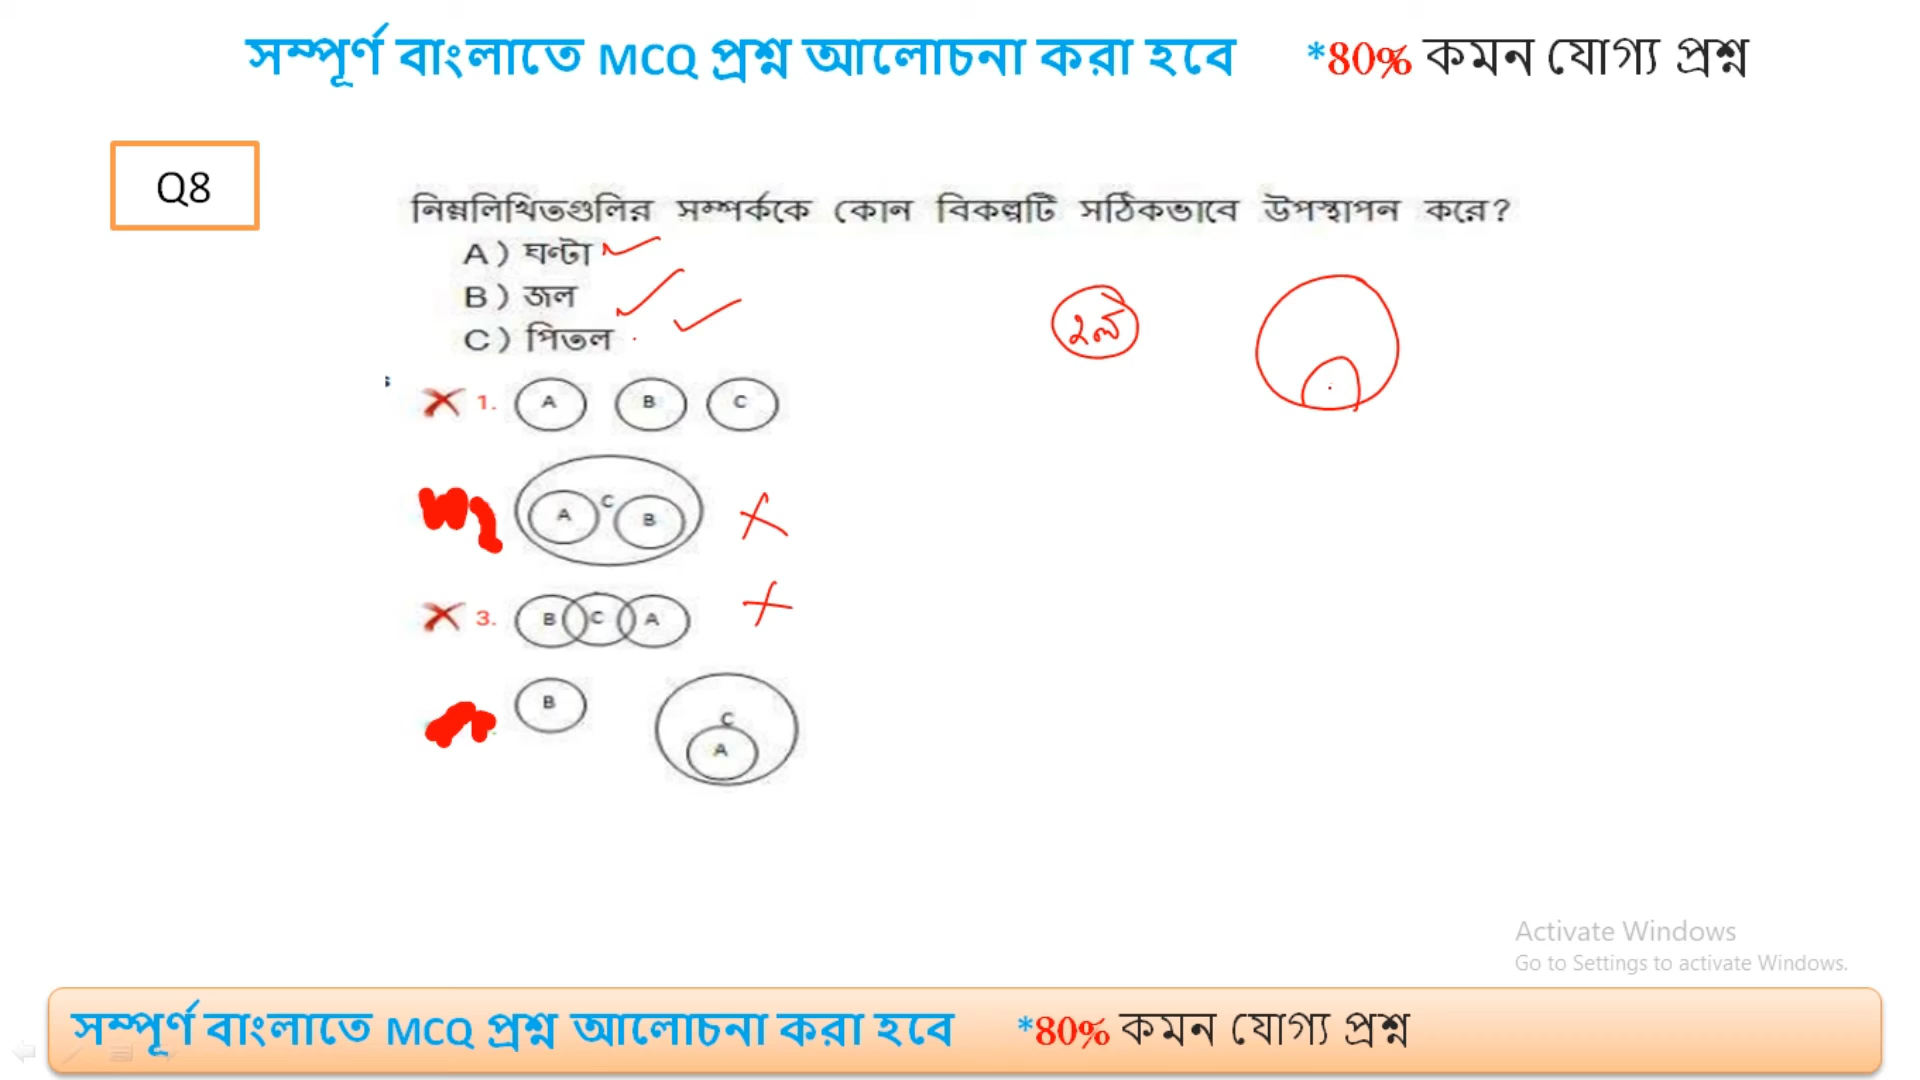 সম্পূর্ণ বাংলাতে MCQ প্রশ্ন আলোচনা করা হবে *80% কমন যোগ্য প্রশ্ন
Q8
নিম্নলিখিতগুলির সম্পর্ককে কোন বিকল্পটি সঠিকভাবে উপস্থাপন করে?
A) ঘণ্টা
B) জল
C) পিতল
1. A B C
A C B
3. B C A
B C
A
Activate Windows
Go to Settings to activate Windows.
সম্পূর্ণ বাংলাতে MCQ প্রশ্ন আলোচনা করা হবে *80% কমন যোগ্য প্রশ্ন